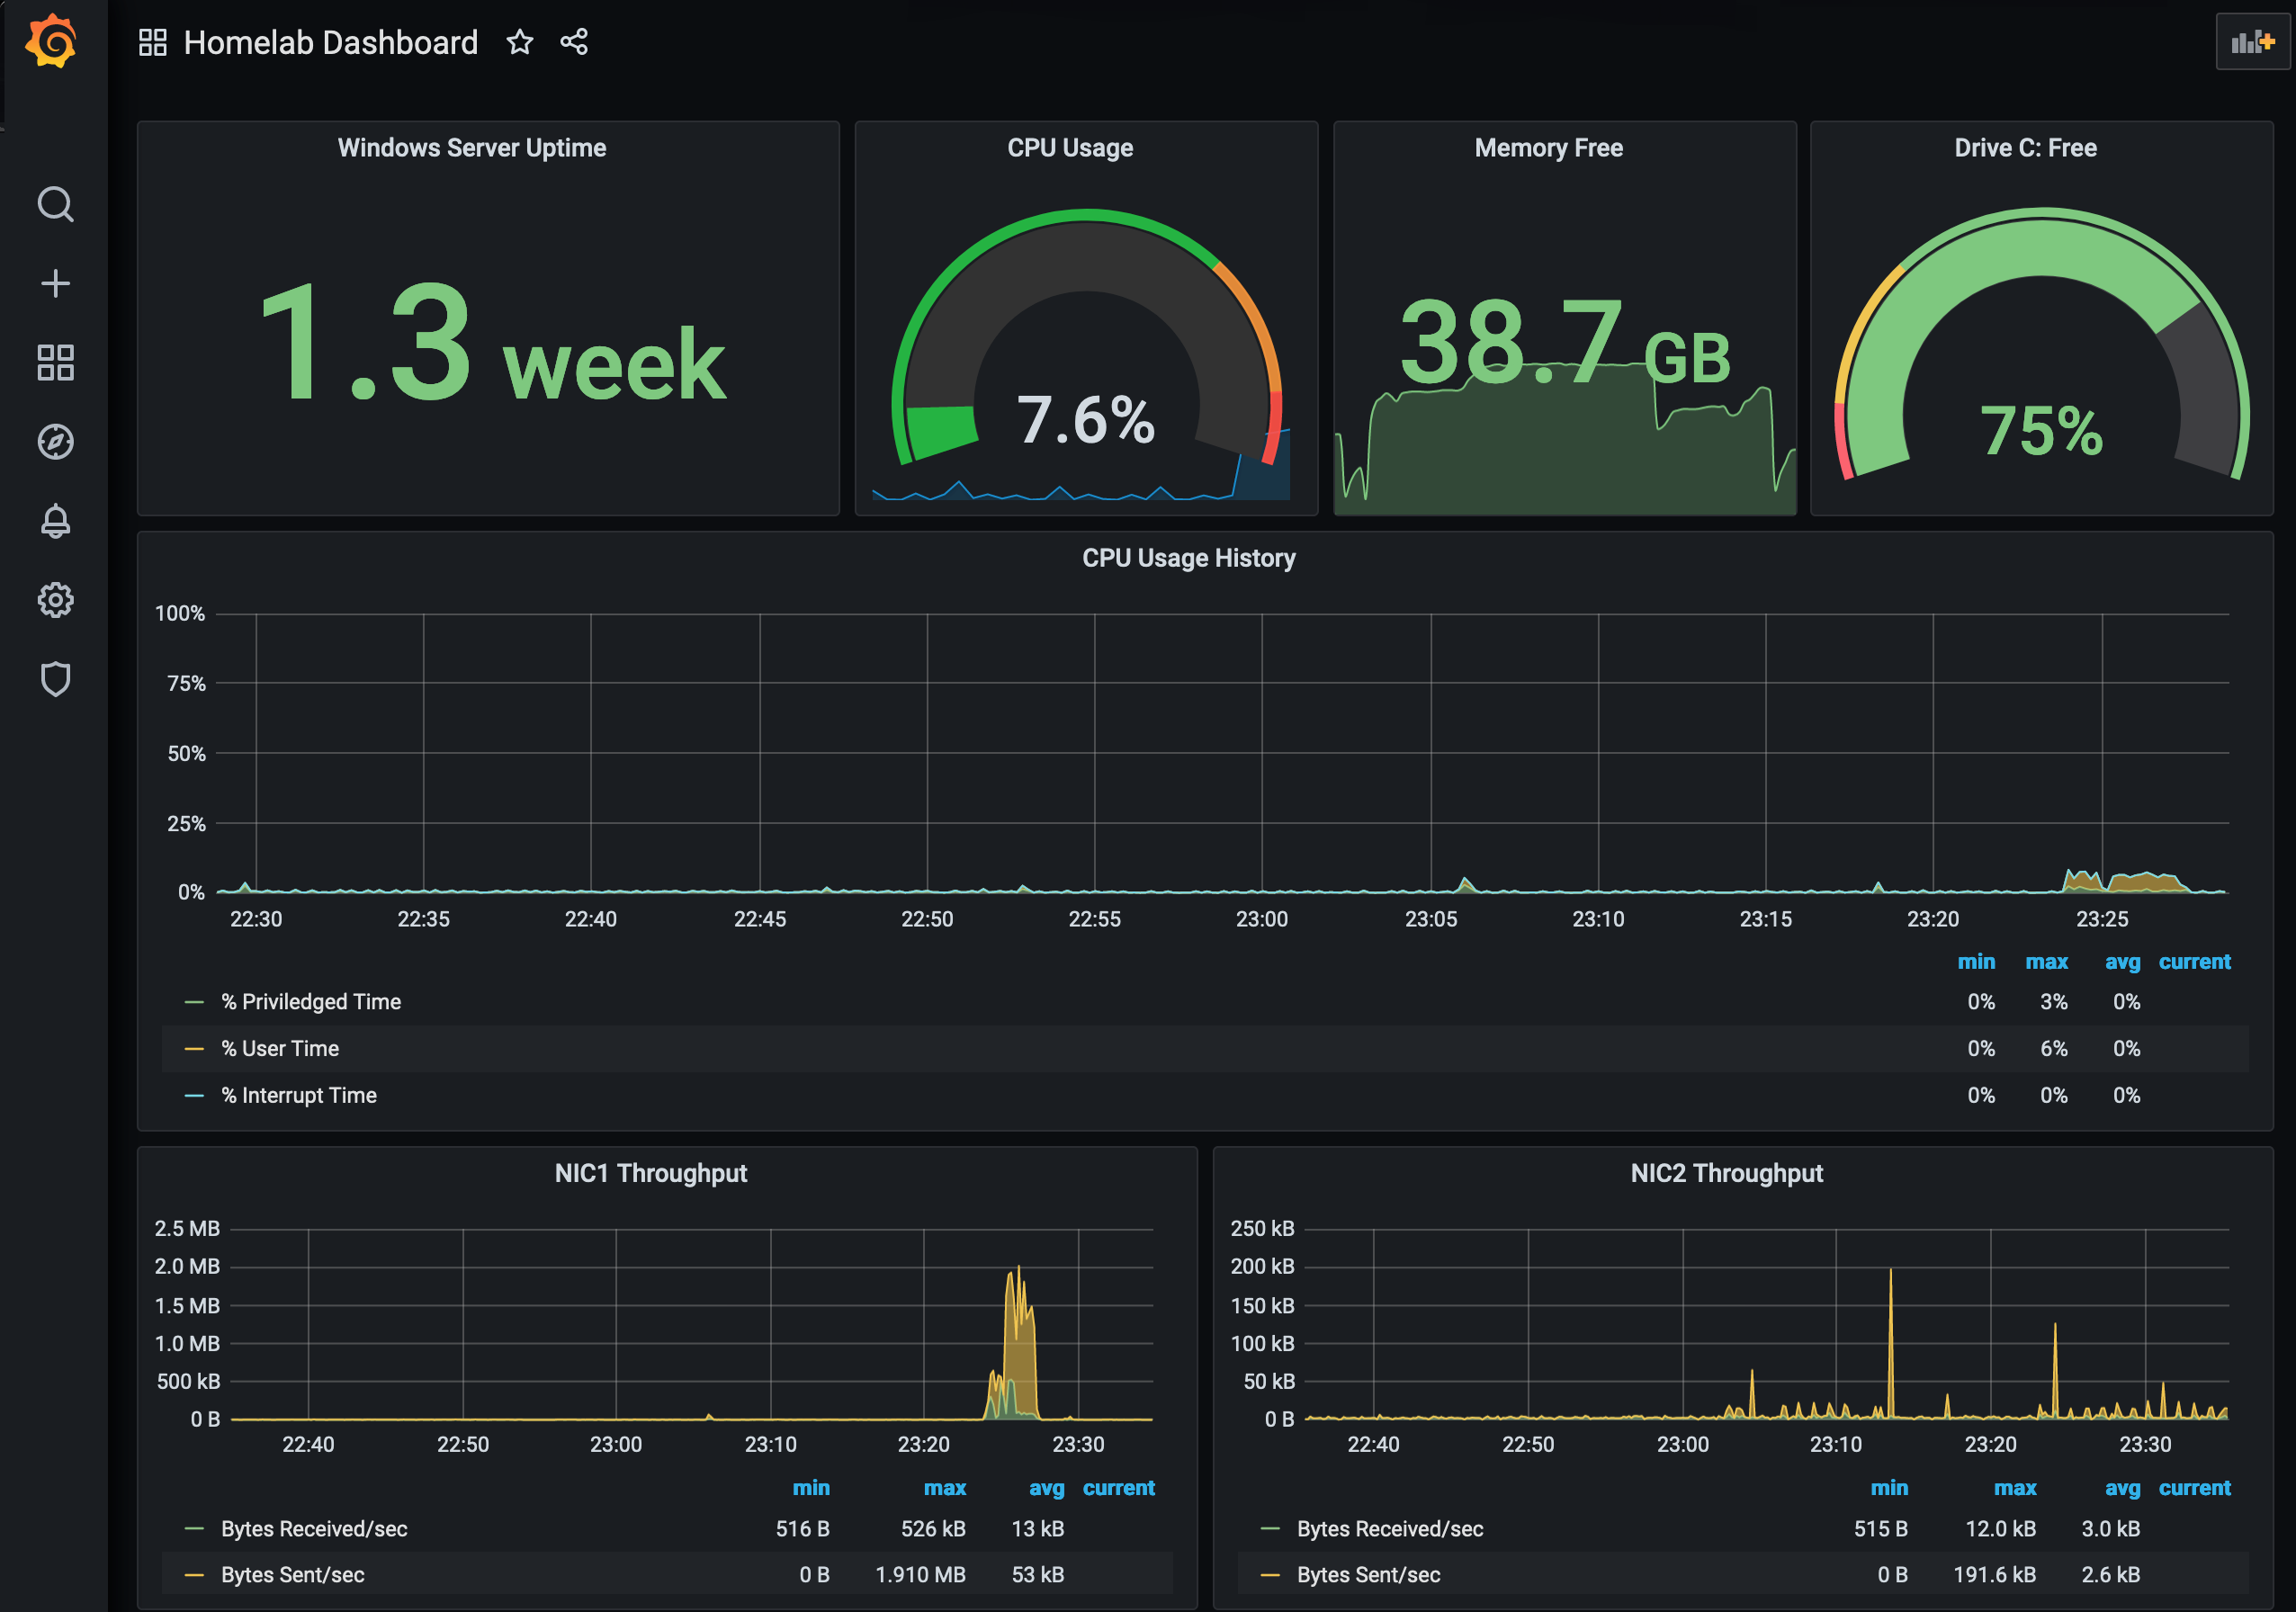 Homelab Dashboard
Windows Server Uptime
1.3 week
CPU Usage
7.6%
Memory Free
38.7 GB
Drive C: Free
75%
CPU Usage History
100%
75%
50%
25%
0%
22:30 22:35 22:40 22:45 22:50 22:55 23:00 23:05 23:10 23:15 23:20 23:25
min max avg current
% Priviledged Time 0% 3% 0%
% User Time 0% 6% 0%
% Interrupt Time 0% 0% 0%
NIC1 Throughput
2.5 MB
2.0 MB
1.5 MB
1.0 MB
500 kB
0 B
22:40 22:50 23:00 23:10 23:20 23:30
min max avg current
Bytes Received/sec 516 B 526 kB 13 kB
Bytes Sent/sec 0 B 1.910 MB 53 kB
NIC2 Throughput
250 kB
200 kB
150 kB
100 kB
50 kB
0 B
22:40 22:50 23:00 23:10 23:20 23:30
min max avg current
Bytes Received/sec 515 B 12.0 kB 3.0 kB
Bytes Sent/sec 0 B 191.6 kB 2.6 kB